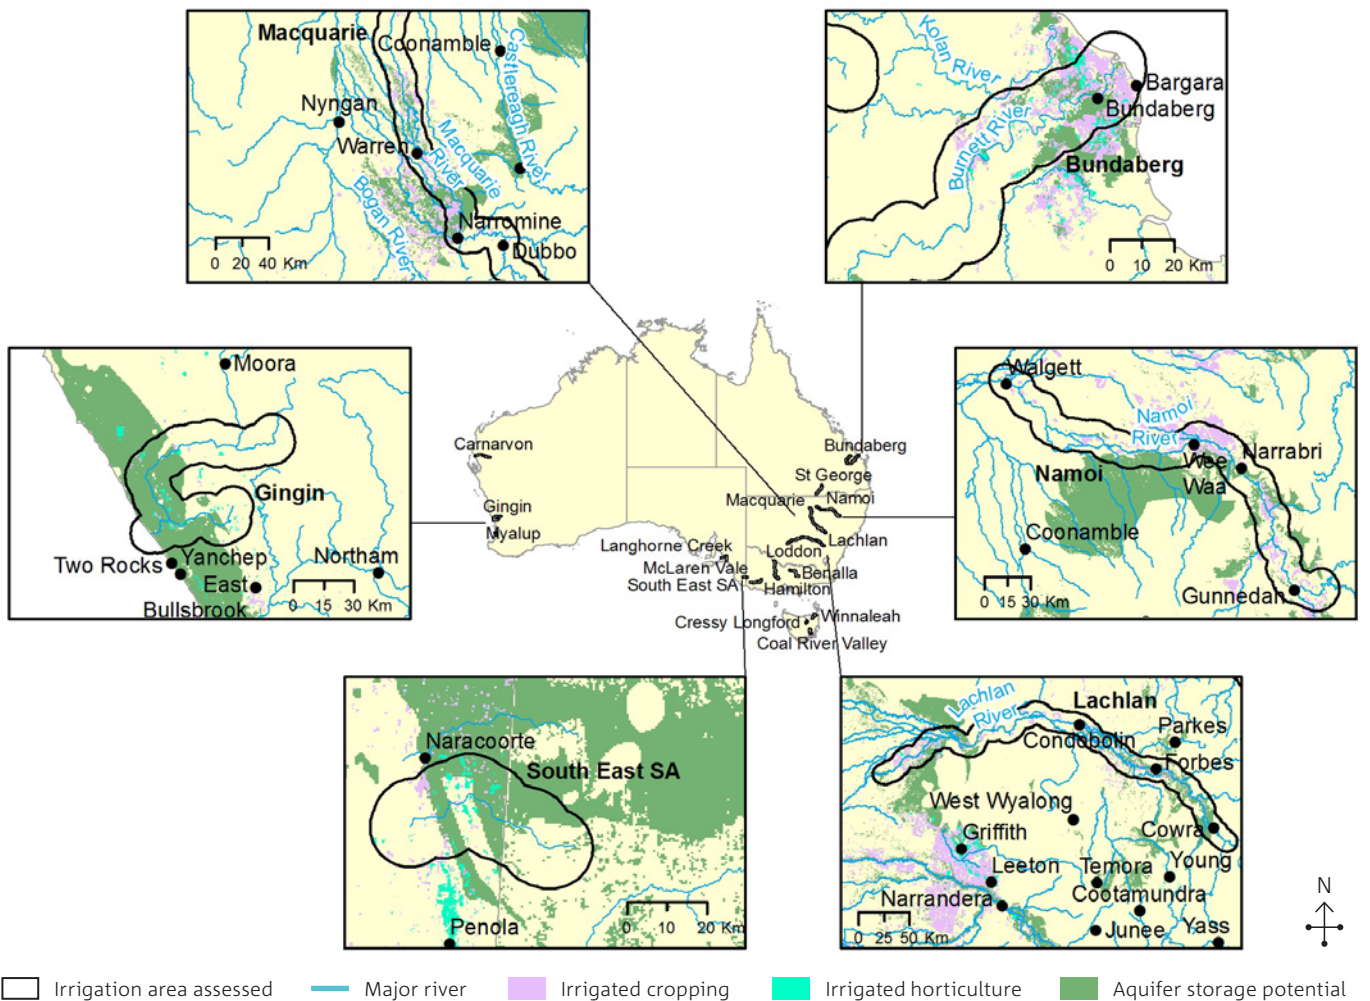 Macquarie
Coonamble
Castlereagh River
Nyngan
Warren
Macquarie
River
Bogan River
Narromine
Dubbo
0 20 40 Km
Kolan River
Bargara
Bundaberg
Burnett River
Bundaberg
0 10 20 Km
Moora
Gingin
Two Rocks
Yanchep
Northam
East
Bullsbrook
0 15 30 Km
Carnarvon
Gingin
Myalup
Bundaberg
St George
Macquarie
Namoi
Langhorne Creek
Loddon
Lachlan
McLaren Vale
Benalla
South East SA
Hamilton
Cressy Longford
Winnaleah
Coal River Valley
Walgett
Namoi
River
Wee
Waa
Narrabri
Namoi
Coonamble
Gunnedah
0 15 30 Km
Naracoorte
South East SA
Penola
0 10 20 Km
Lachlan
River
Lachlan
Condobolin
Parkes
Forbes
West Wyalong
Cowra
Griffith
Leeton
Temora
Young
Cootamundra
Narrandera
Junee
Yass
0 25 50 Km
N
Irrigation area assessed
Major river
Irrigated cropping
Irrigated horticulture
Aquifer storage potential